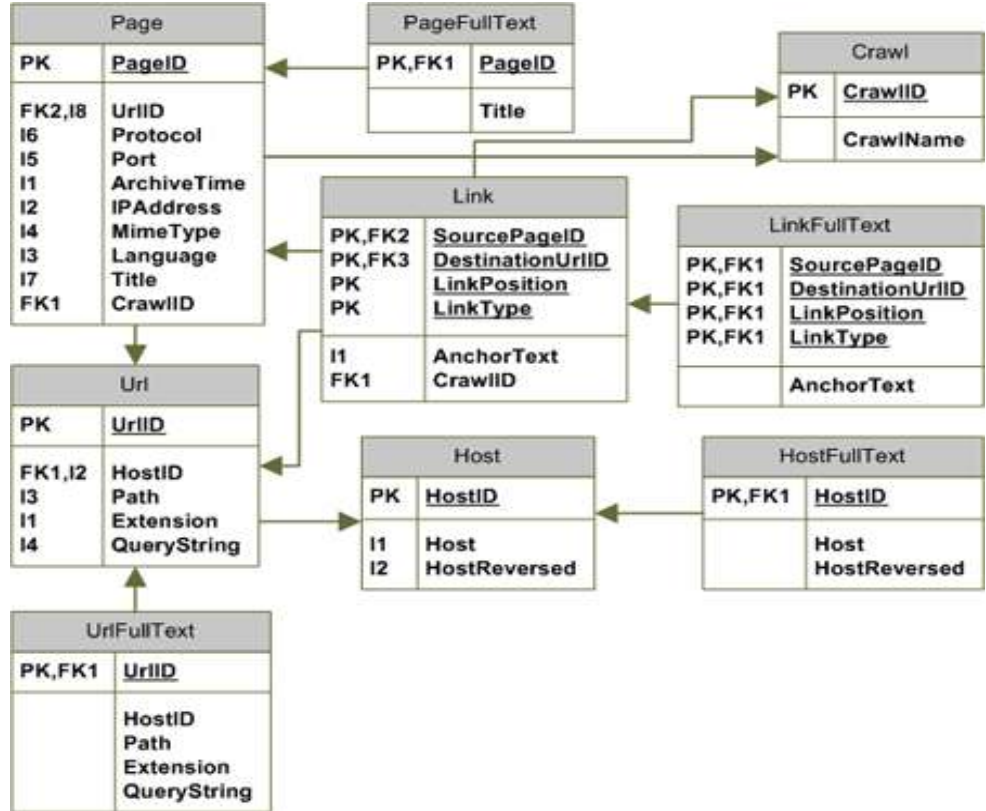 Page
PK PageID
FK2,I8 UrlID
I6 Protocol
I5 Port
I1 ArchiveTime
I2 IPAddress
I4 MimeType
I3 Language
I7 Title
FK1 CrawlID
PageFullText
PK,FK1 PageID
Title
Crawl
PK CrawlID
CrawlName
Link
PK,FK2 SourcePageID
PK,FK3 DestinationUrlID
PK LinkPosition
PK LinkType
I1 AnchorText
FK1 CrawlID
LinkFullText
PK,FK1 SourcePageID
PK,FK1 DestinationUrlID
PK,FK1 LinkPosition
PK,FK1 LinkType
AnchorText
Url
PK UrlID
FK1,I2 HostID
I3 Path
I1 Extension
I4 QueryString
Host
PK HostID
I1 Host
I2 HostReversed
HostFullText
PK,FK1 HostID
Host
HostReversed
UrlFullText
PK,FK1 UrlID
HostID
Path
Extension
QueryString